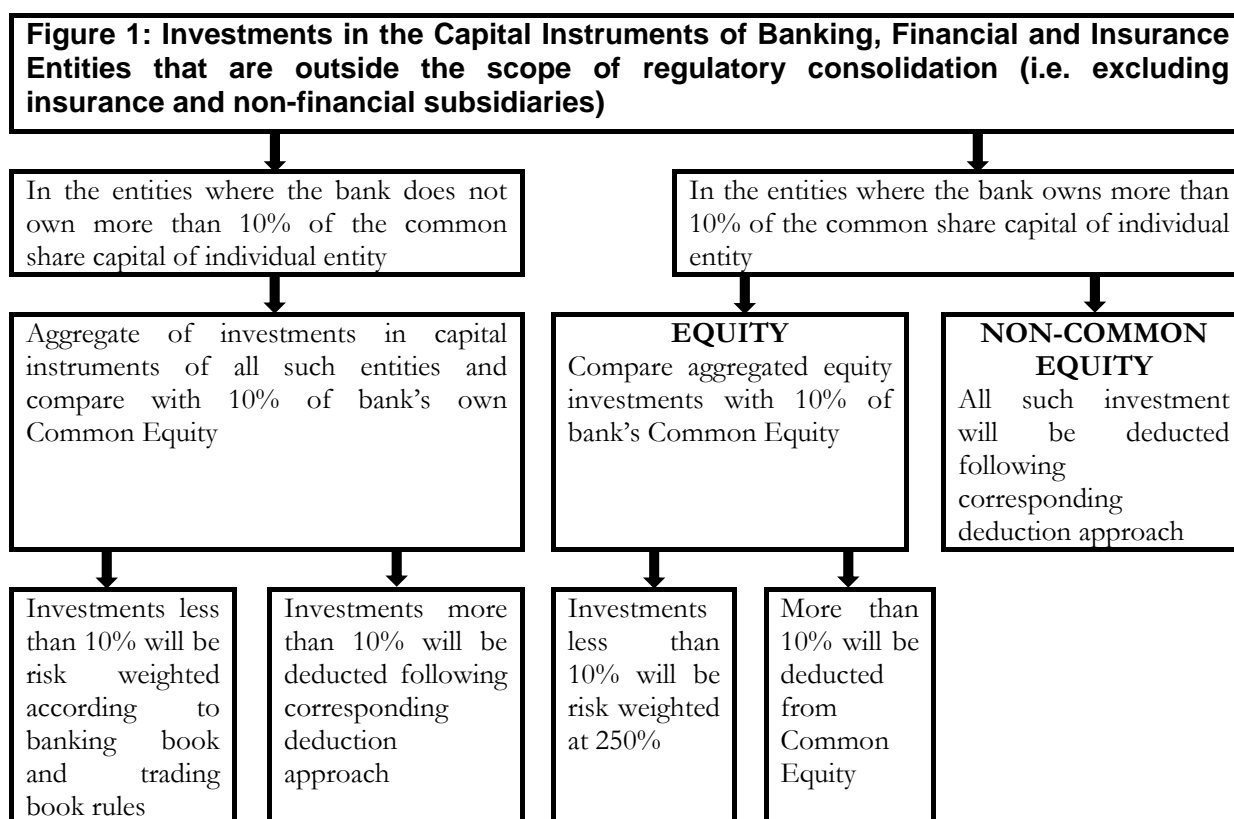 Figure 1: Investments in the Capital Instruments of Banking, Financial and Insurance
Entities that are outside the scope of regulatory consolidation (i.e. excluding
insurance and non-financial subsidiaries)
In the entities where the bank does not
own more than 10% of the common
share capital of individual entity
In the entities where the bank owns more than
10% of the common share capital of individual
entity
Aggregate of investments in capital
instruments of all such entities and
compare with 10% of bank's own
Common Equity
EQUITY
Compare aggregated equity
investments with 10% of
bank's Common Equity
NON-COMMON
EQUITY
All such investment
will be deducted
following
corresponding
deduction approach
Investments less
than 10% will be
risk weighted
according to
banking book
and trading
book rules
Investments more
than 10% will be
deducted following
corresponding
deduction
approach
Investments
less than
10% will be
risk weighted
at 250%
More than
10% will be
deducted
from
Common
Equity